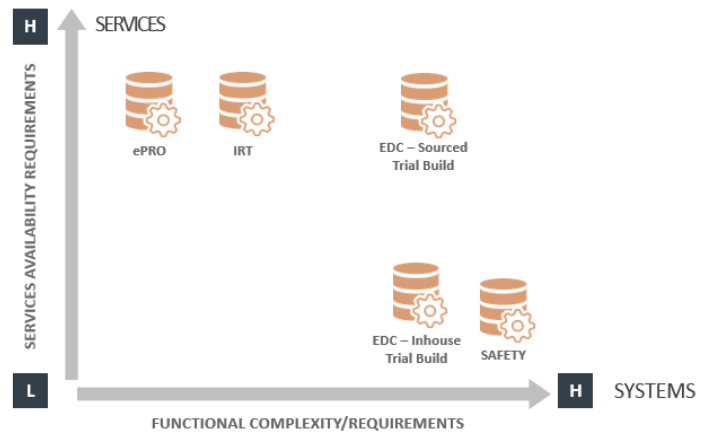 H
SERVICES
SERVICES AVAILABILITY REQUIREMENTS
ePRO
IRT
EDC – Sourced
Trial Build
EDC – Inhouse
Trial Build
SAFETY
L
H
SYSTEMS
FUNCTIONAL COMPLEXITY/REQUIREMENTS